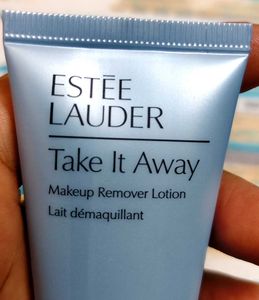 ESTĒE
LAUDER
Take It Away
Makeup Remover Lotion
Lait démaquillant